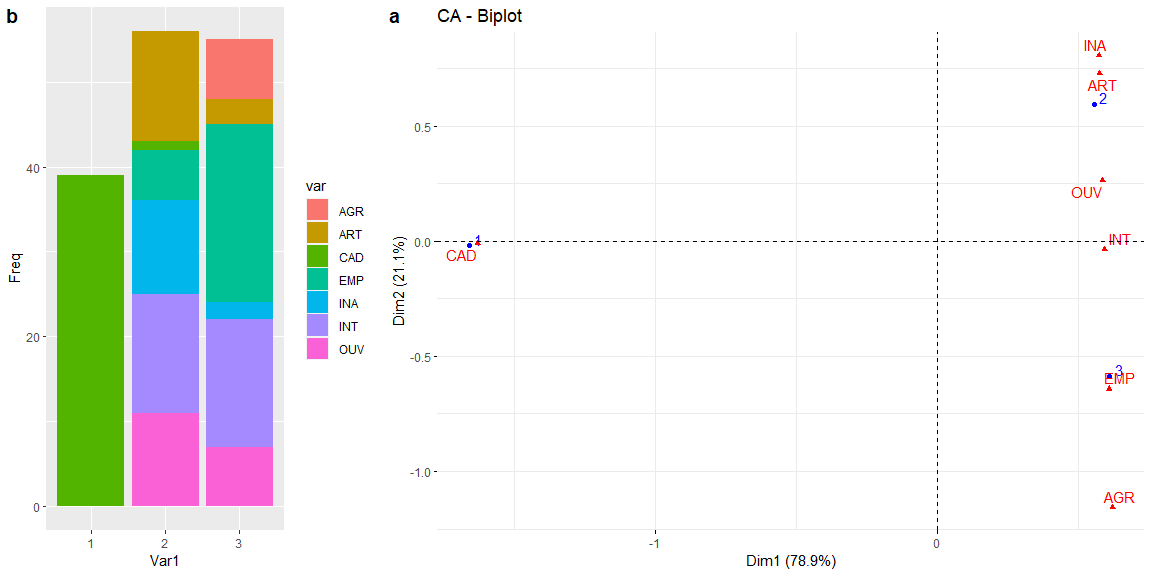 b
Freq
40
20
0
1 2 3
Var1
var
AGR
ART
CAD
EMP
INA
INT
OUV
a
CA - Biplot
Dim2 (21.1%)
0.5
0.0
-0.5
-1.0
INA
ART
2
OUV
INT
1
CAD
3
EMP
AGR
-1 0
Dim1 (78.9%)